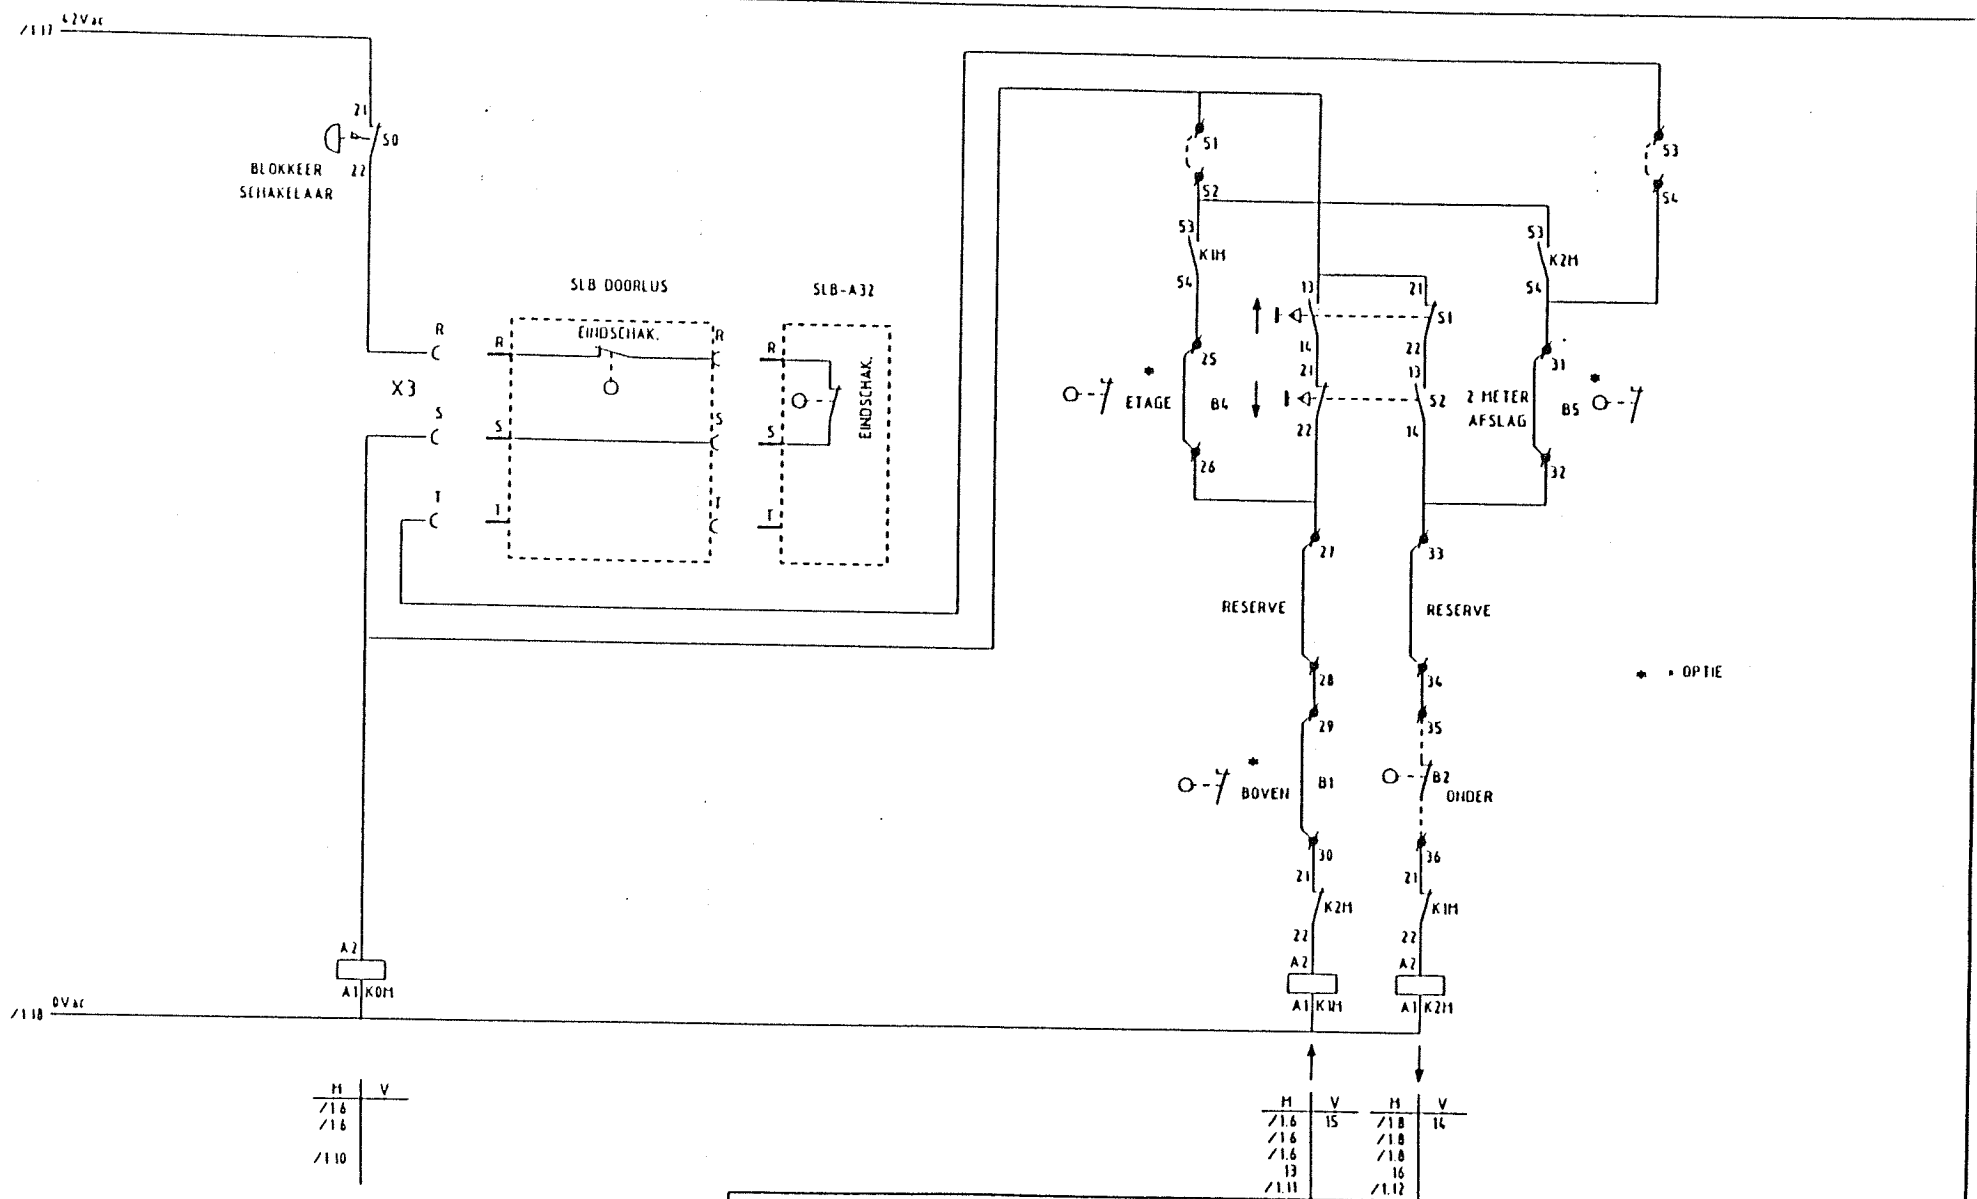 42Vac
/1.17
21
S0
BLOKKEER
SCHAKELAAR
22
51
52
53
54
53
K1M
54
53
K2M
54
SLB DOORLUS
SLB-A32
EINDSCHAK.
EINDSCHAK.
R
R
R
R
X3
S
S
S
S
T
T
T
T
13
21
S1
14
22
21
13
S2
22
14
25
*
ETAGE
B4
26
31
*
2 METER
AFSLAG
B5
32
27
33
RESERVE
RESERVE
28
34
* = OPTIE
29
35
*
BOVEN
B1
B2
ONDER
30
36
21
21
K2M
K1M
22
22
A2
A2
A2
A1 K0M
A1 K1M
A1 K2M
0Vac
/1.18
H V
/1.6
/1.6
/1.10
H V
/1.6 15
/1.6
/1.6
13
/1.11
H V
/1.8 14
/1.8
/1.8
16
/1.12